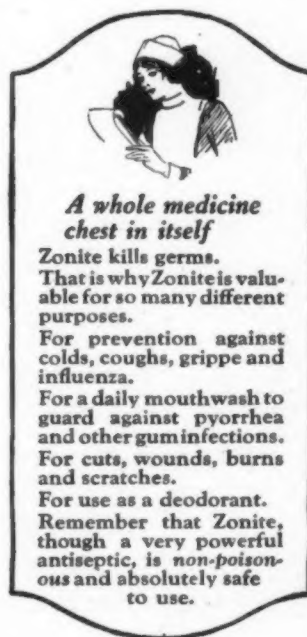 A whole medicine
chest in itself
Zonite kills germs.
That is why Zonite is valu-
able for so many different
purposes.
For prevention against
colds, coughs, grippe and
influenza.
For a daily mouthwash to
guard against pyorrhea
and other gum infections.
For cuts, wounds, burns
and scratches.
For use as a deodorant.
Remember that Zonite,
though a very powerful
antiseptic, is non-poison-
ous and absolutely safe
to use.